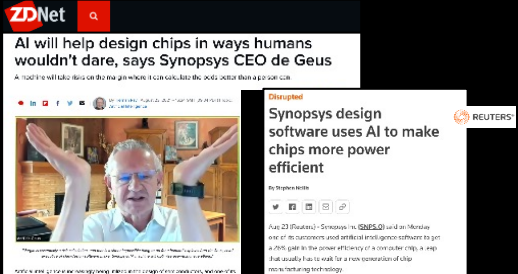 ZDNet
AI will help design chips in ways humans
wouldn't dare, says Synopsys CEO de Geus
A machine will take risks on the margin where it can calculate the odds better than a person can.
Disrupted
Synopsys design
software uses AI to make
chips more power
efficient
REUTERS
By Stephen Nellis
Aug 23 (Reuters) - Synopsys Inc (SNPS.O) said on Monday
one of its customers used artificial intelligence software to get
a 26% gain in the power efficiency of a computer chip, a leap
that usually has to wait for a new generation of chip
manufacturing technology.